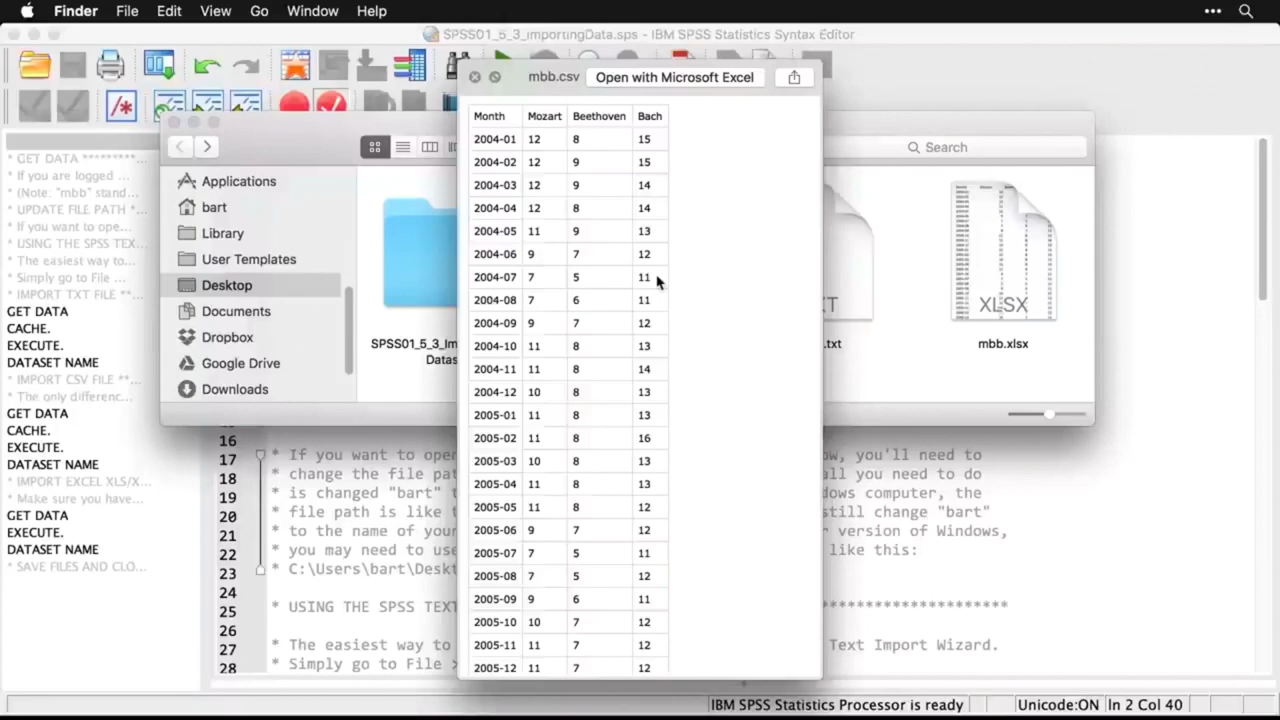 Finder File Edit View Go Window Help
SPSS01_5_3_ImportingData.sps - IBM SPSS Statistics Syntax Editor
mbb.csv Open with Microsoft Excel
Search
Month Mozart Beethoven Bach
2004-01 12 8 15
2004-02 12 9 15
2004-03 12 9 14
2004-04 12 8 14
2004-05 11 9 13
2004-06 9 7 12
2004-07 7 5 11
2004-08 7 6 11
2004-09 9 7 12
2004-10 11 8 13
2004-11 11 8 14
2004-12 10 8 13
2005-01 11 8 13
2005-02 11 8 16
2005-03 10 8 13
2005-04 11 8 13
2005-05 11 8 12
2005-06 9 7 12
2005-07 7 5 11
2005-08 7 5 12
2005-09 9 6 11
2005-10 10 7 12
2005-11 11 7 12
2005-12 11 7 12
Applications
bart
Library
User Templates
Desktop
Documents
Dropbox
Google Drive
Downloads
SPSS01_5_3_Im
Datas
.txt
XLSX
mbb.xlsx
* GET DATA *********...
* If you are logged ...
* (Note: "mbb" stand...
* UPDATE FILE PATH *...
* If you want to ope...
* USING THE SPSS TEX...
* The easiest way to...
* Simply go to File ...
* IMPORT TXT FILE **...
GET DATA
CACHE.
EXECUTE.
DATASET NAME
* IMPORT CSV FILE **...
* The only differenc...
GET DATA
CACHE.
EXECUTE.
DATASET NAME
* IMPORT EXCEL XLS/X...
* Make sure you have...
GET DATA
EXECUTE.
DATASET NAME
* SAVE FILES AND CLO...
16
17 * If you want to oper ow, you'll need to
18 * change the file pat all you need to do
19 * is changed "bart" t dows computer, the
20 * file path is like t still change "bart"
21 * to the name of your r version of Windows,
22 * you may need to use like this:
23 * C:\Users\bart\Deskt
24
25 * USING THE SPSS TEXT *********************
26
27 * The easiest way to Text Import Wizard.
28 * Simply go to File >
IBM SPSS Statistics Processor is ready Unicode:ON In 2 Col 40